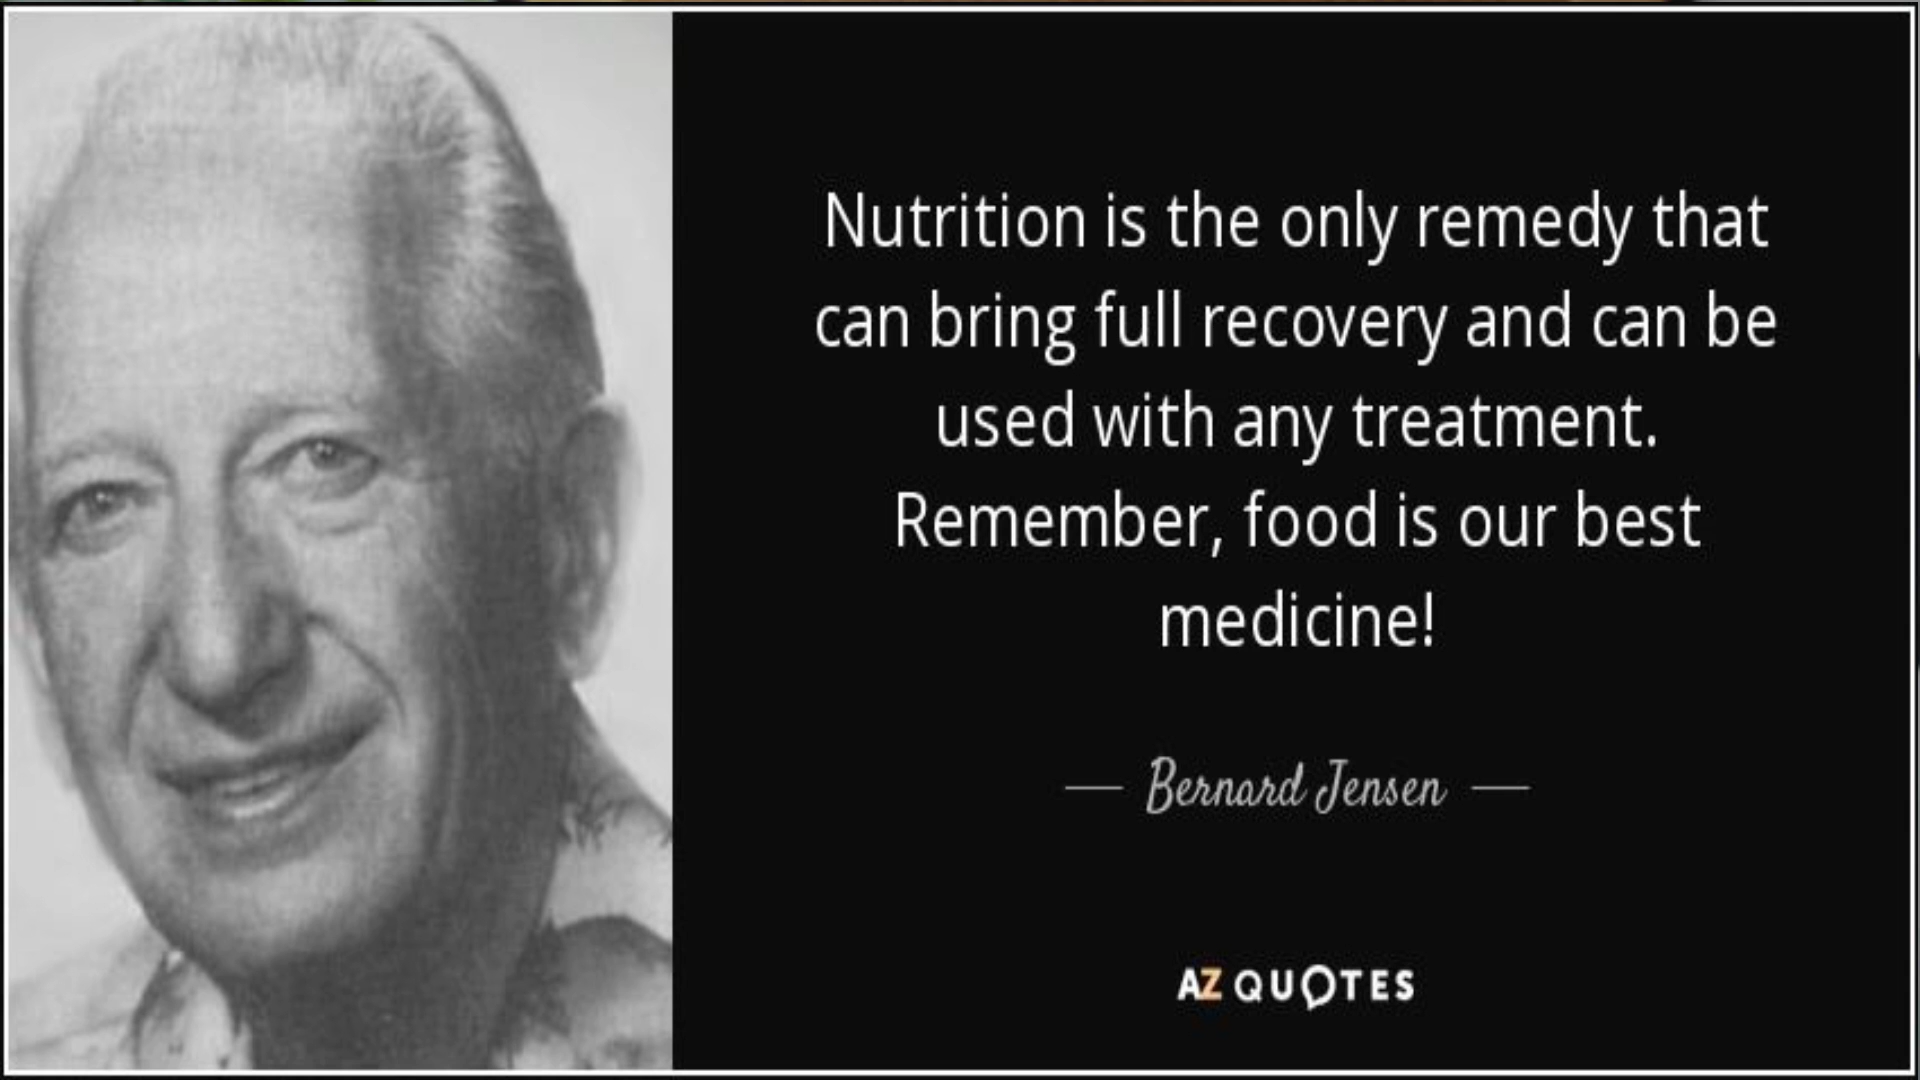 Nutrition is the only remedy that
can bring full recovery and can be
used with any treatment.
Remember, food is our best
medicine!
Bernard Jensen
AZ QUOTES